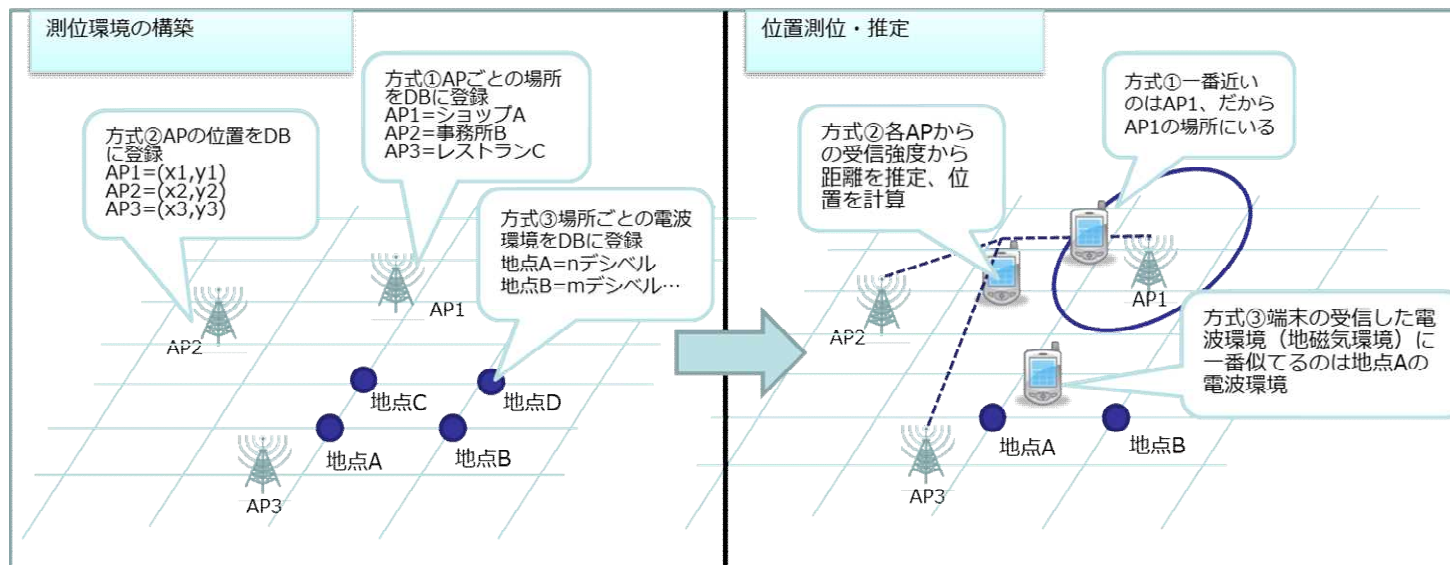 測位環境の構築
方式①APごとの場所
をDBに登録
AP1=ショップA
AP2=事務所B
AP3=レストランC
方式②APの位置をDB
に登録
AP1=(x1,y1)
AP2=(x2,y2)
AP3=(x3,y3)
方式③場所ごとの電波
環境をDBに登録
地点A=nデシベル
地点B=mデシベル…
AP1
AP2
地点C
地点D
地点A
地点B
AP3
位置測位・推定
方式①一番近い
のはAP1、だから
AP1の場所にいる
方式②各APから
の受信強度から
距離を推定、位
置を計算
AP1
AP2
方式③端末の受信した電
波環境（地磁気環境）に
一番似てるのは地点Aの
電波環境
地点A
地点B
AP3